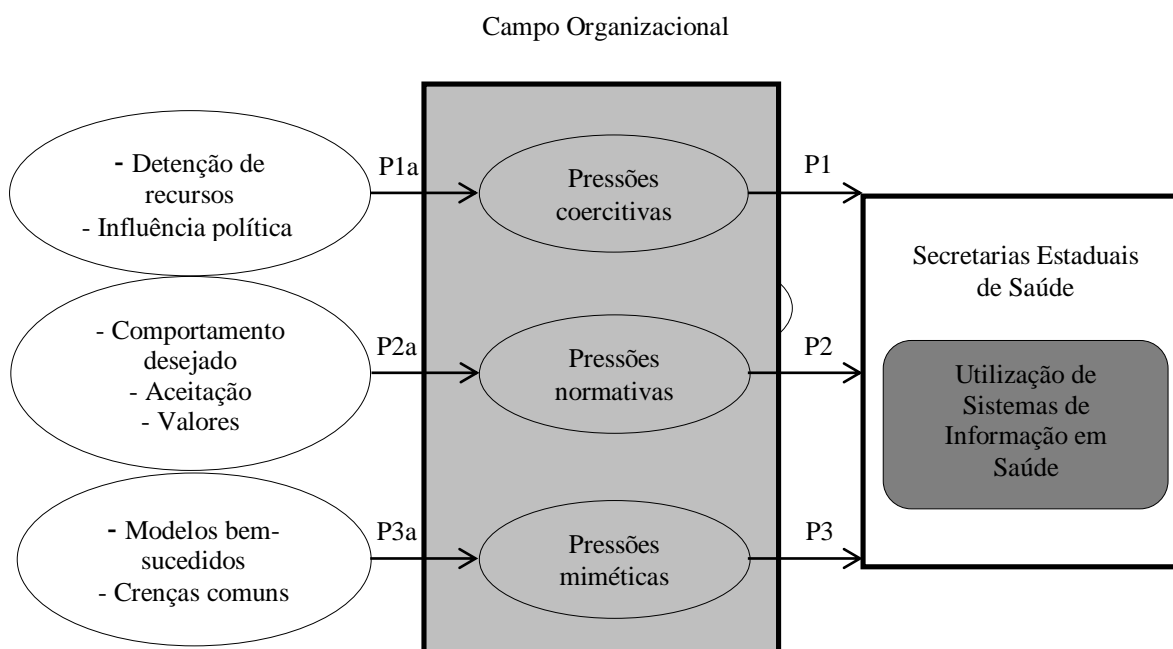 Campo Organizacional
- Detenção de
recursos
- Influência política
P1a
Pressões
coercitivas
P1
- Comportamento
desejado
- Aceitação
- Valores
P2a
Pressões
normativas
P2
- Modelos bem-
sucedidos
- Crenças comuns
P3a
Pressões
miméticas
P3
Secretarias Estaduais
de Saúde
Utilização de
Sistemas de
Informação em
Saúde